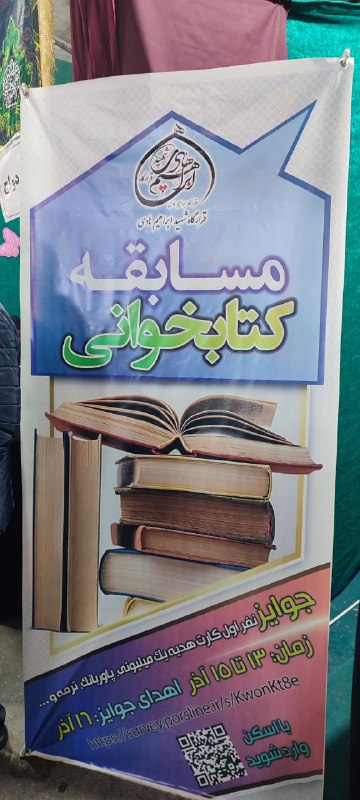 قرارگاه شهید ابراهیم هادی
مسابقه
کتابخوانی
جوایز نفر اول کارت هدیه یک میلیونی پاوربانک ترمه و...
زمان: ۱۳ تا ۱۵ آذر اهدای جوایز: ۱۶ آذر
https://survey.porsline.ir/s/KwonKt8e
با اسکن
وارد شوید